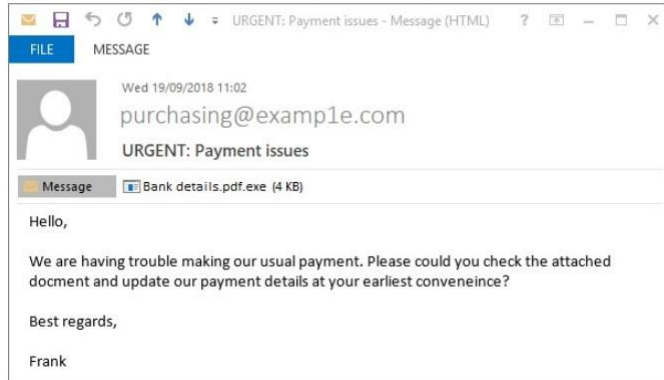 URGENT: Payment issues - Message (HTML) ?
FILE MESSAGE
Wed 19/09/2018 11:02
purchasing@examp1e.com
URGENT: Payment issues
Message Bank details.pdf.exe (4 KB)
Hello,
We are having trouble making our usual payment. Please could you check the attached
docment and update our payment details at your earliest conveneince?
Best regards,
Frank